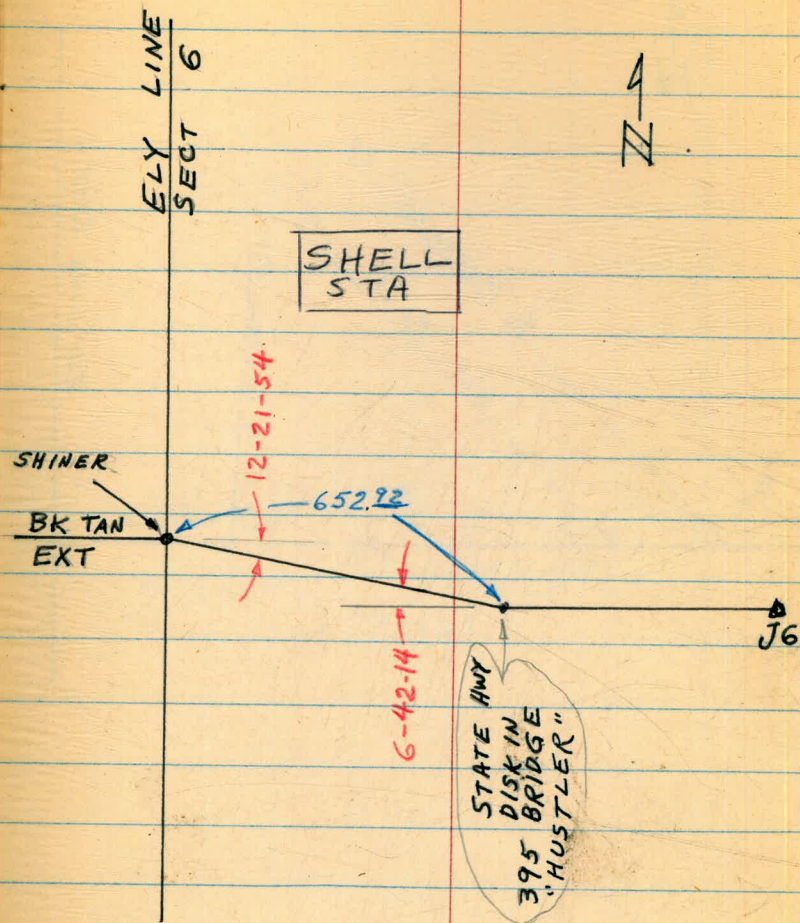 ELY LINE
SECT 6
N
SHELL
STA
12-21-54
SHINER
652.92
BK TAN
EXT
J6
6-42-14
STATE HWY
DISK IN
395 BRIDGE
"HUSTLER"